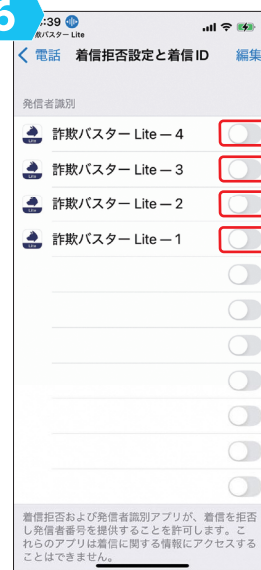 6
:39
欺バスター Lite
電話 着信拒否設定と着信ID 編集
発信者識別
詐欺バスター Lite — 4
Lite
詐欺バスター Lite — 3
Lite
詐欺バスター Lite — 2
Lite
詐欺バスター Lite — 1
Lite
着信拒否および発信者識別アプリが、着信を拒否
し発信者番号を提供することを許可します。こ
れらのアプリは着信に関する情報にアクセスする
ことはできません。